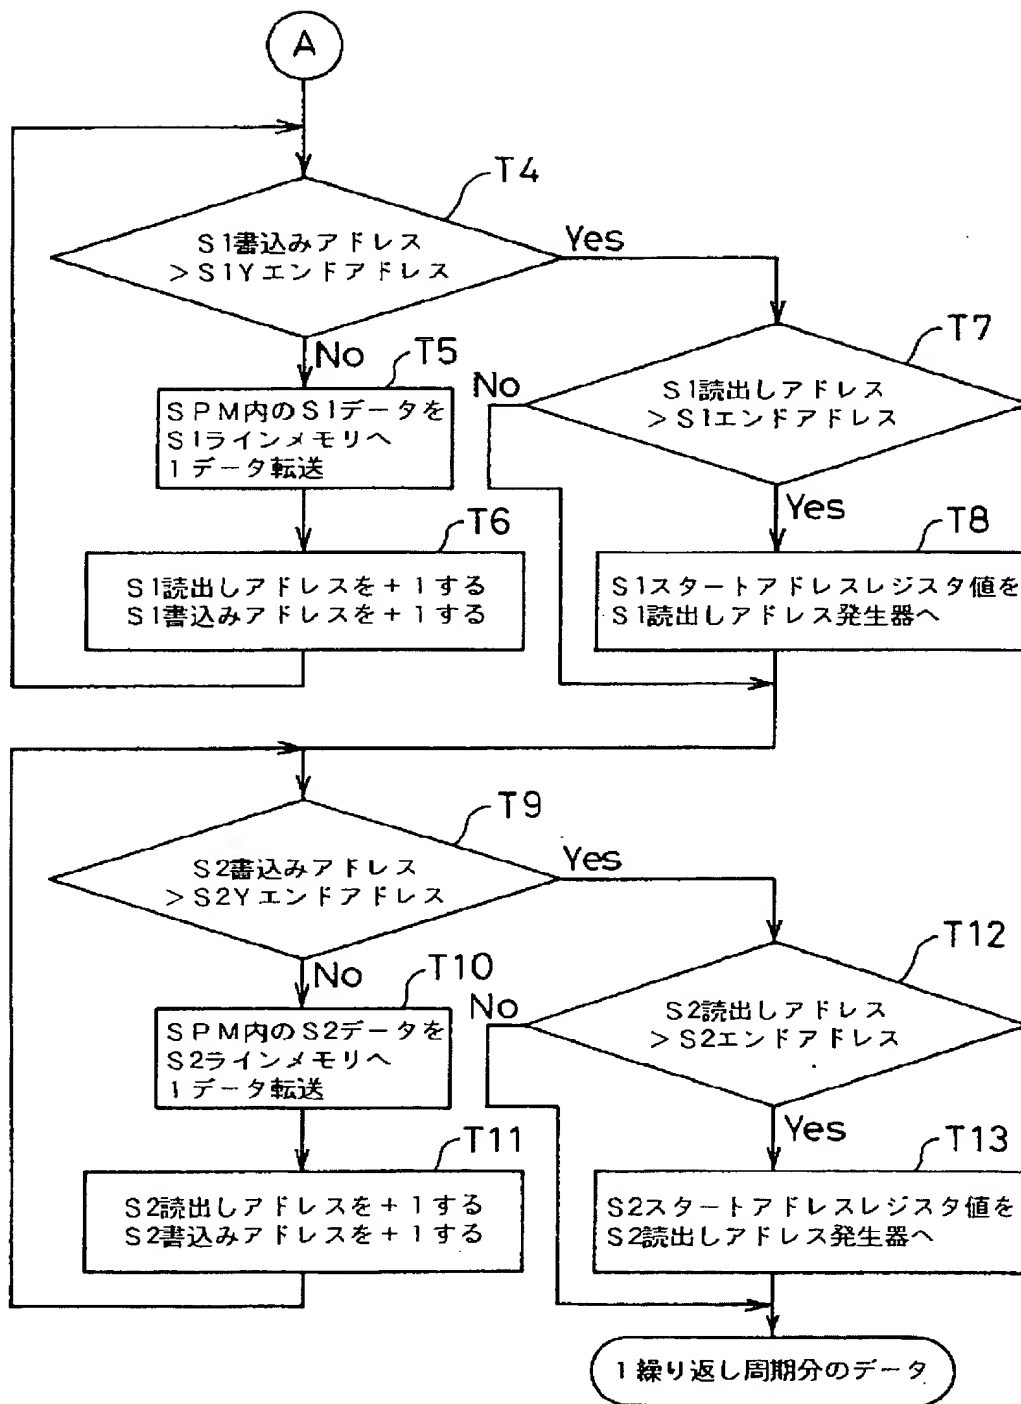 A
T4
S1書込みアドレス
>S1Yエンドアドレス
Yes
No
T5
SPM内のS1データを
S1ラインメモリへ
1データ転送
T6
S1読出しアドレスを+1する
S1書込みアドレスを+1する
T7
S1読出しアドレス
>S1エンドアドレス
No
Yes
T8
S1スタートアドレスレジスタ値を
S1読出しアドレス発生器へ
T9
S2書込みアドレス
>S2Yエンドアドレス
Yes
No
T10
SPM内のS2データを
S2ラインメモリへ
1データ転送
T11
S2読出しアドレスを+1する
S2書込みアドレスを+1する
T12
S2読出しアドレス
>S2エンドアドレス
No
Yes
T13
S2スタートアドレスレジスタ値を
S2読出しアドレス発生器へ
1繰り返し周期分のデータ